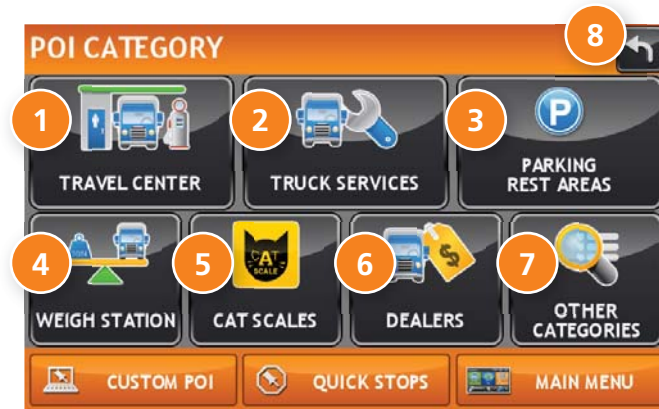 POI CATEGORY
8
1
2
3
P
TRAVEL CENTER
TRUCK SERVICES
PARKING
REST AREAS
4
5
6
7
CAT
SCALE
$
WEIGH STATION
CAT SCALES
DEALERS
OTHER
CATEGORIES
CUSTOM POI
QUICK STOPS
MAIN MENU